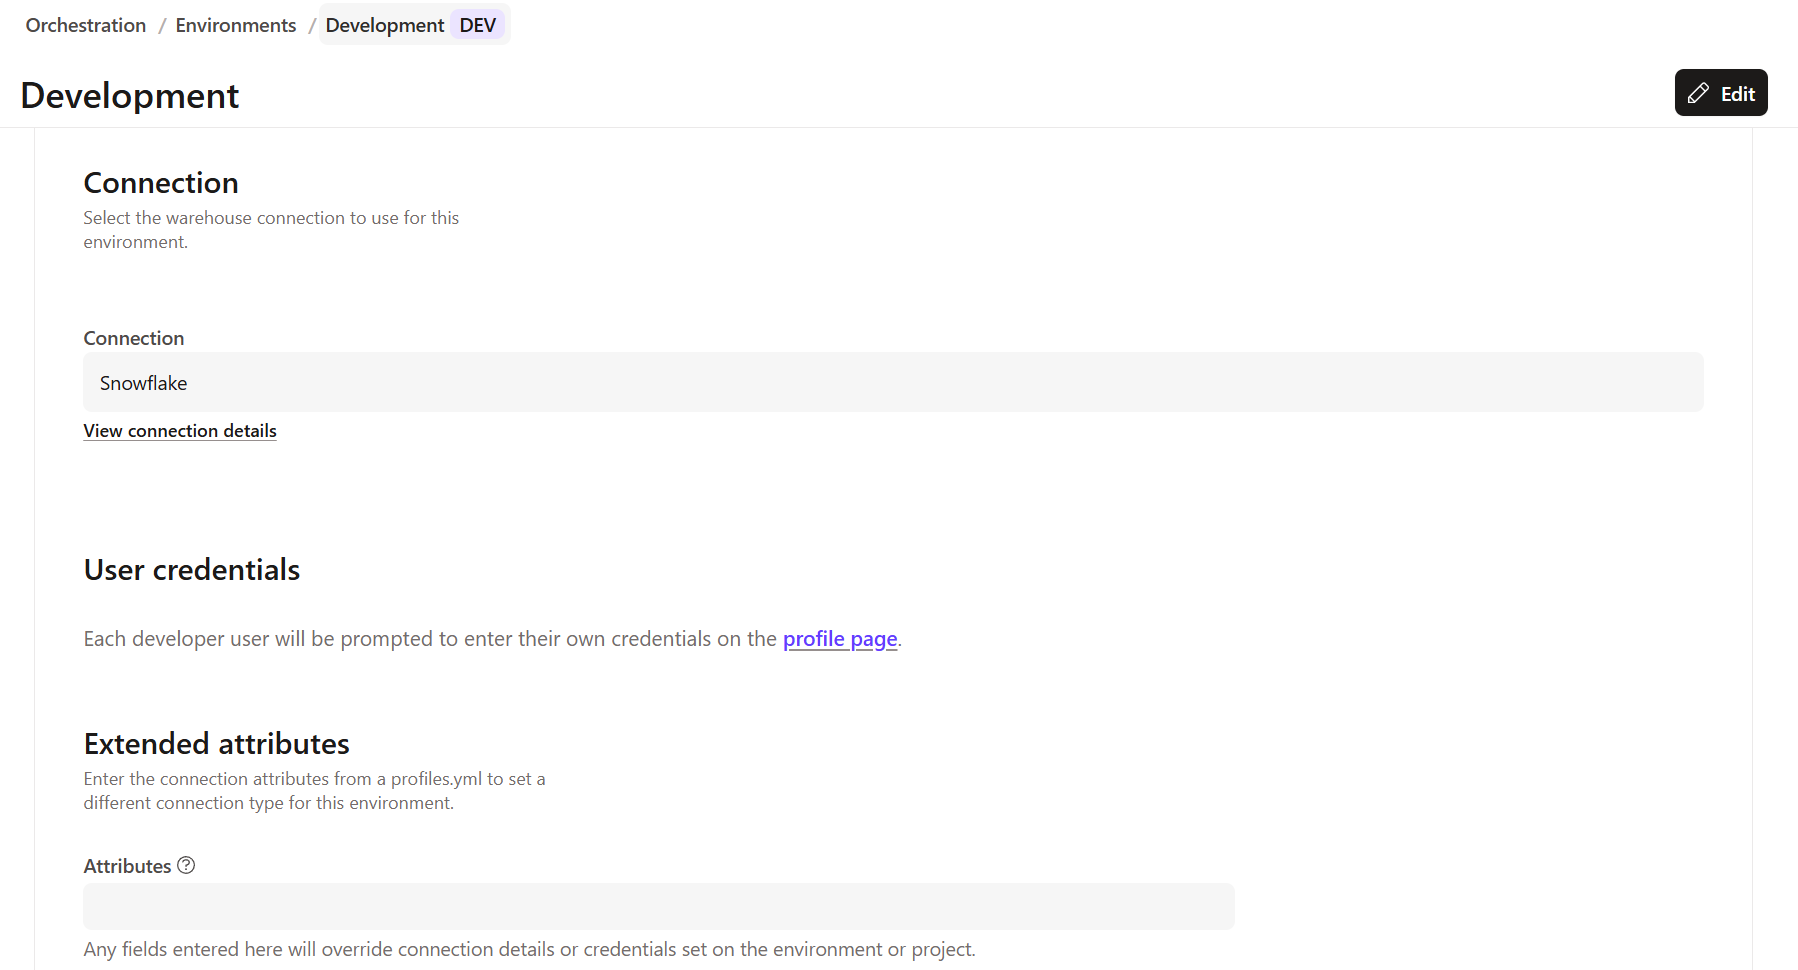 Orchestration / Environments / Development DEV
Development
Edit
Connection
Select the warehouse connection to use for this
environment.
Connection
Snowflake
View connection details
User credentials
Each developer user will be prompted to enter their own credentials on the profile page.
Extended attributes
Enter the connection attributes from a profiles.yml to set a
different connection type for this environment.
Attributes ?
Any fields entered here will override connection details or credentials set on the environment or project.